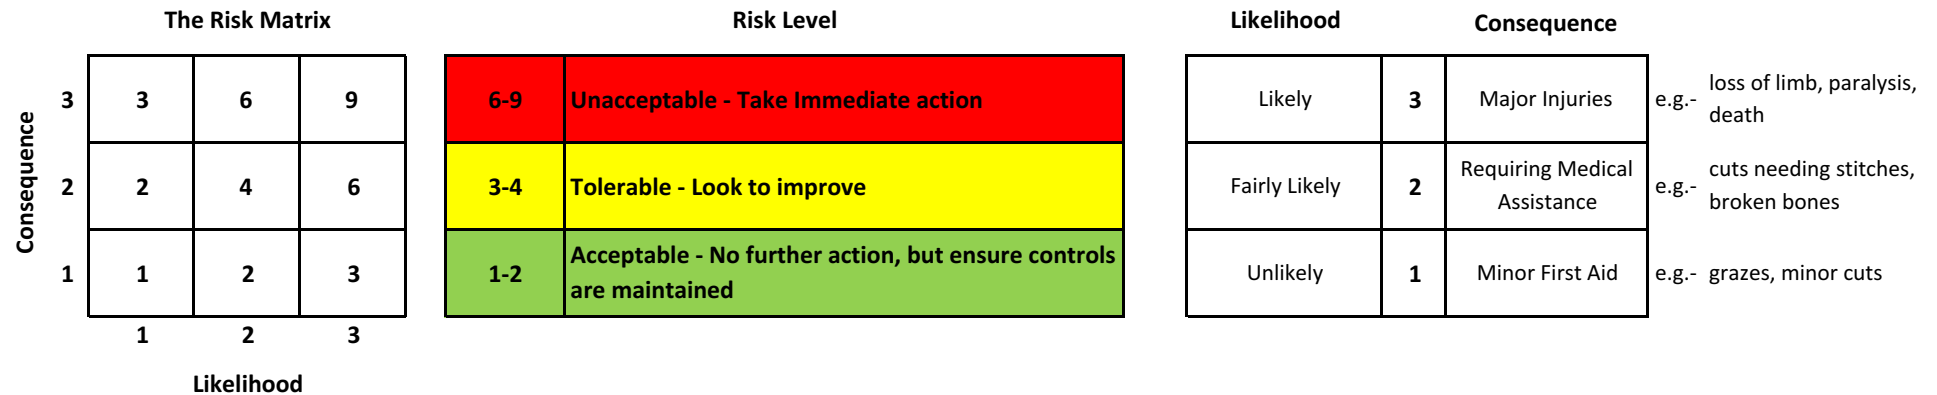 The Risk Matrix
Consequence
3 3 6 9
2 2 4 6
1 1 2 3
1 2 3
Likelihood
Risk Level
6-9 Unacceptable - Take Immediate action
3-4 Tolerable - Look to improve
1-2 Acceptable - No further action, but ensure controls
are maintained
Likelihood Consequence
Likely 3 Major Injuries e.g.- loss of limb, paralysis,
death
Fairly Likely 2 Requiring Medical
Assistance e.g.- cuts needing stitches,
broken bones
Unlikely 1 Minor First Aid e.g.- grazes, minor cuts